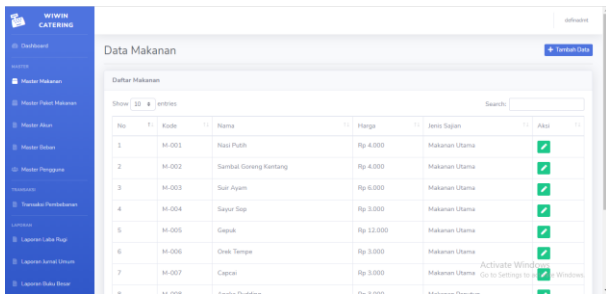 WIWIN
CATERING
Dashboard
MASTER
Master Makanan
Master Paket Makanan
Master Akun
Master Beban
Master Pengguna
TRANSAKSI
Transaksi Pembebanan
LAPORAN
Laporan Laba Rugi
Laporan Jurnal Umum
Laporan Buku Besar
Data Makanan
+ Tambah Data
Daftar Makanan
Show 10 entries
Search:
No Kode Nama Harga Jenis Sajian Aksi
1 M-001 Nasi Putih Rp 4.000 Makanan Utama
2 M-002 Sambal Goreng Kentang Rp 4.000 Makanan Utama
3 M-003 Suir Ayam Rp 6.000 Makanan Utama
4 M-004 Sayur Sop Rp 3.000 Makanan Utama
5 M-005 Gepuk Rp 12.000 Makanan Utama
6 M-006 Orek Tempe Rp 3.000 Makanan Utama
7 M-007 Capcai Rp 3.000 Makanan Utama
Activate Windows
Go to Settings to Windows